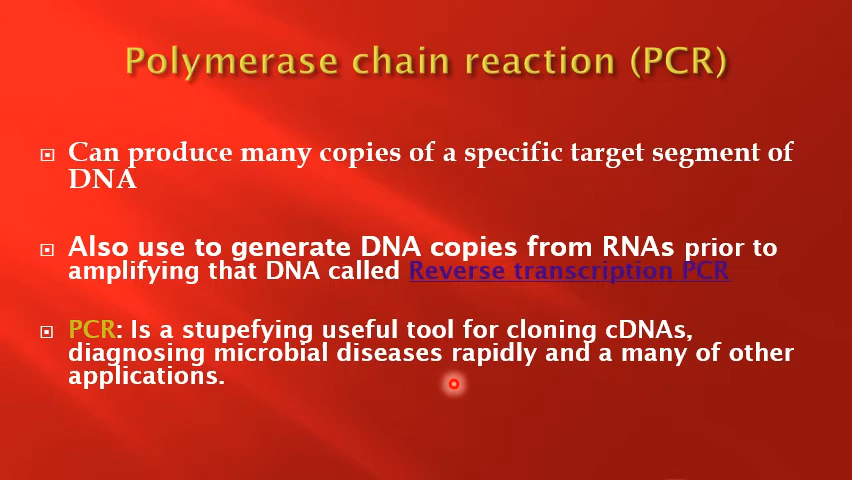 Polymerase chain reaction (PCR)
Can produce many copies of a specific target segment of
DNA
Also use to generate DNA copies from RNAs prior to
amplifying that DNA called Reverse transcription PCR
PCR: Is a stupefying useful tool for cloning cDNAs,
diagnosing microbial diseases rapidly and a many of other
applications.